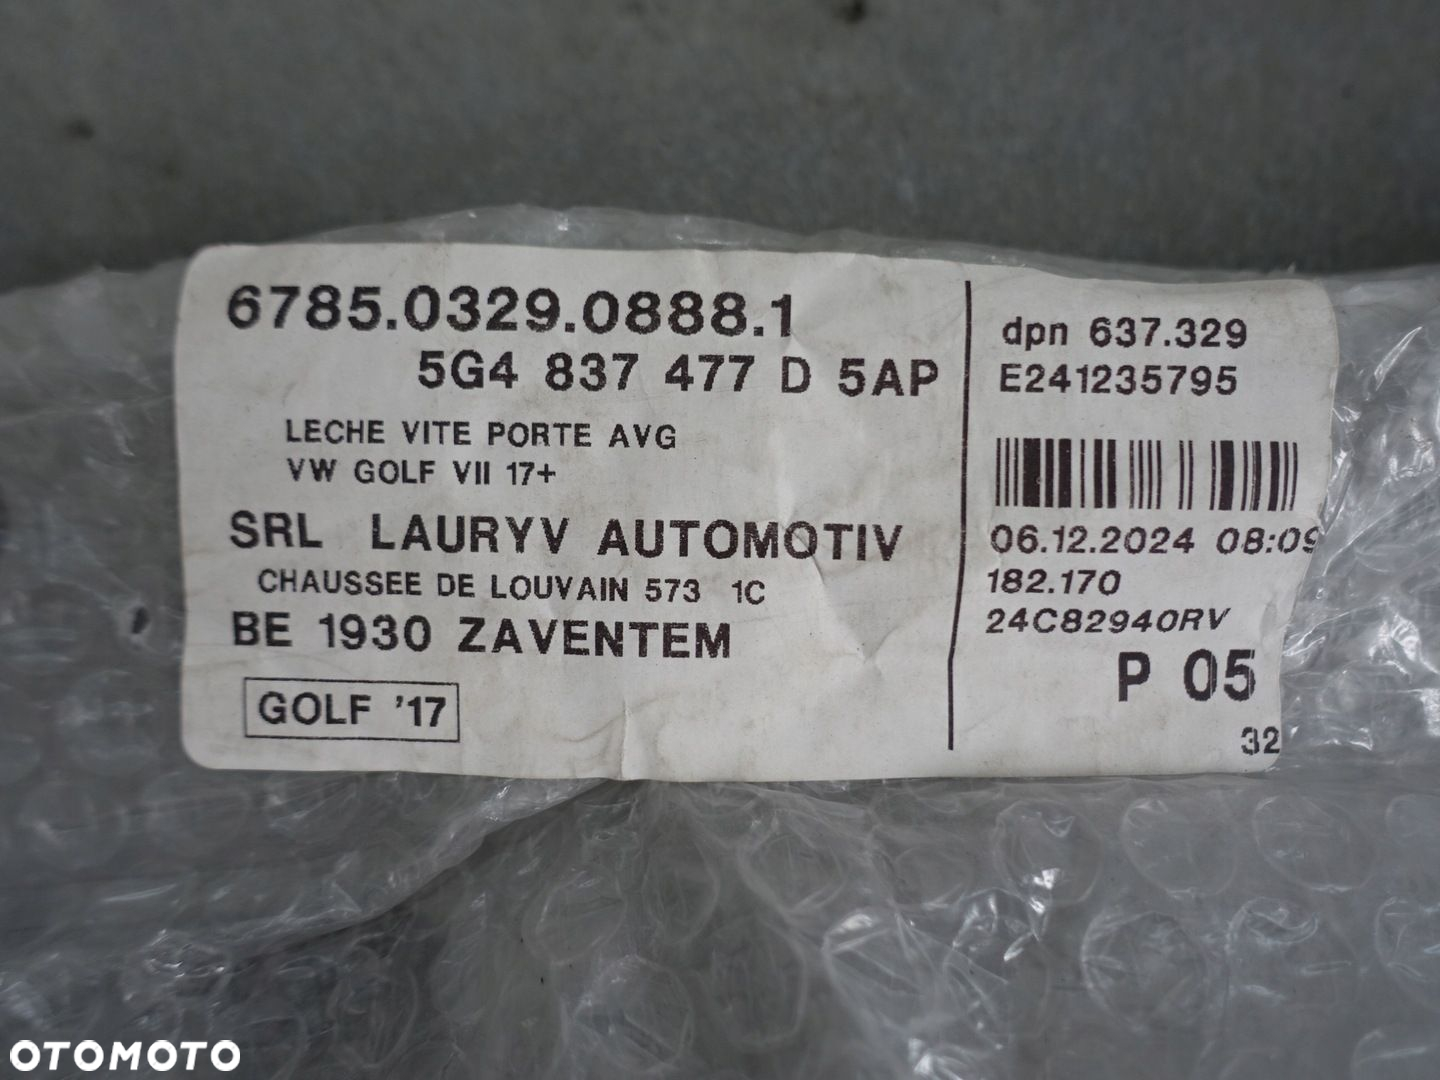 6785.0329.0888.1
5G4 837 477 D 5AP
LECHE VITE PORTE AVG
VW GOLF VII 17+
SRL LAURYV AUTOMOTIV
CHAUSSEE DE LOUVAIN 573 1C
BE 1930 ZAVENTEM
GOLF '17
dpn 637.329
E241235795
06.12.2024 08:09
182.170
24C82940RV
P 05
32
OTOMOTO